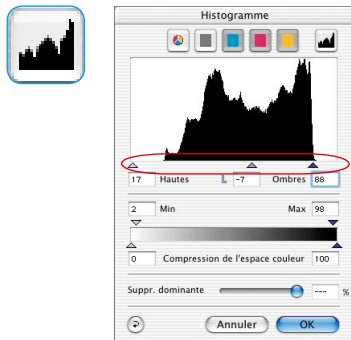 Histogramme
17 Hautes L -7 Ombres 88
2 Min Max 98
0 Compression de l'espace couleur 100
Suppr. dominante --- %
Annuler OK